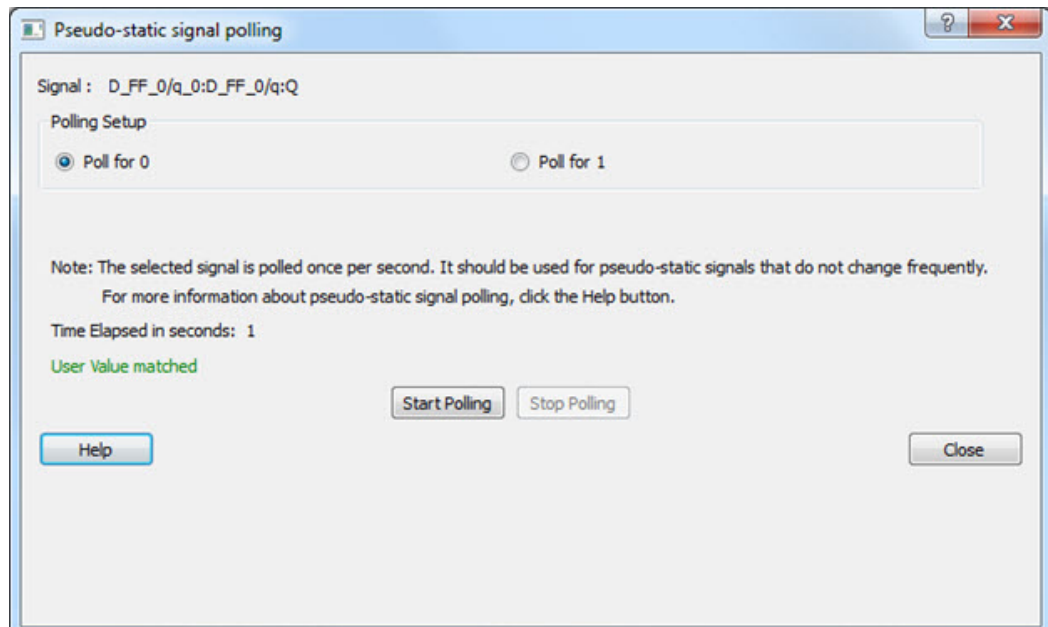 Pseudo-static signal polling
?
Signal : D_FF_0/q_0:D_FF_0/q:Q
Polling Setup
Poll for 0 Poll for 1
Note: The selected signal is polled once per second. It should be used for pseudo-static signals that do not change frequently.
For more information about pseudo-static signal polling, click the Help button.
Time Elapsed in seconds: 1
User Value matched
Start Polling Stop Polling
Help Close